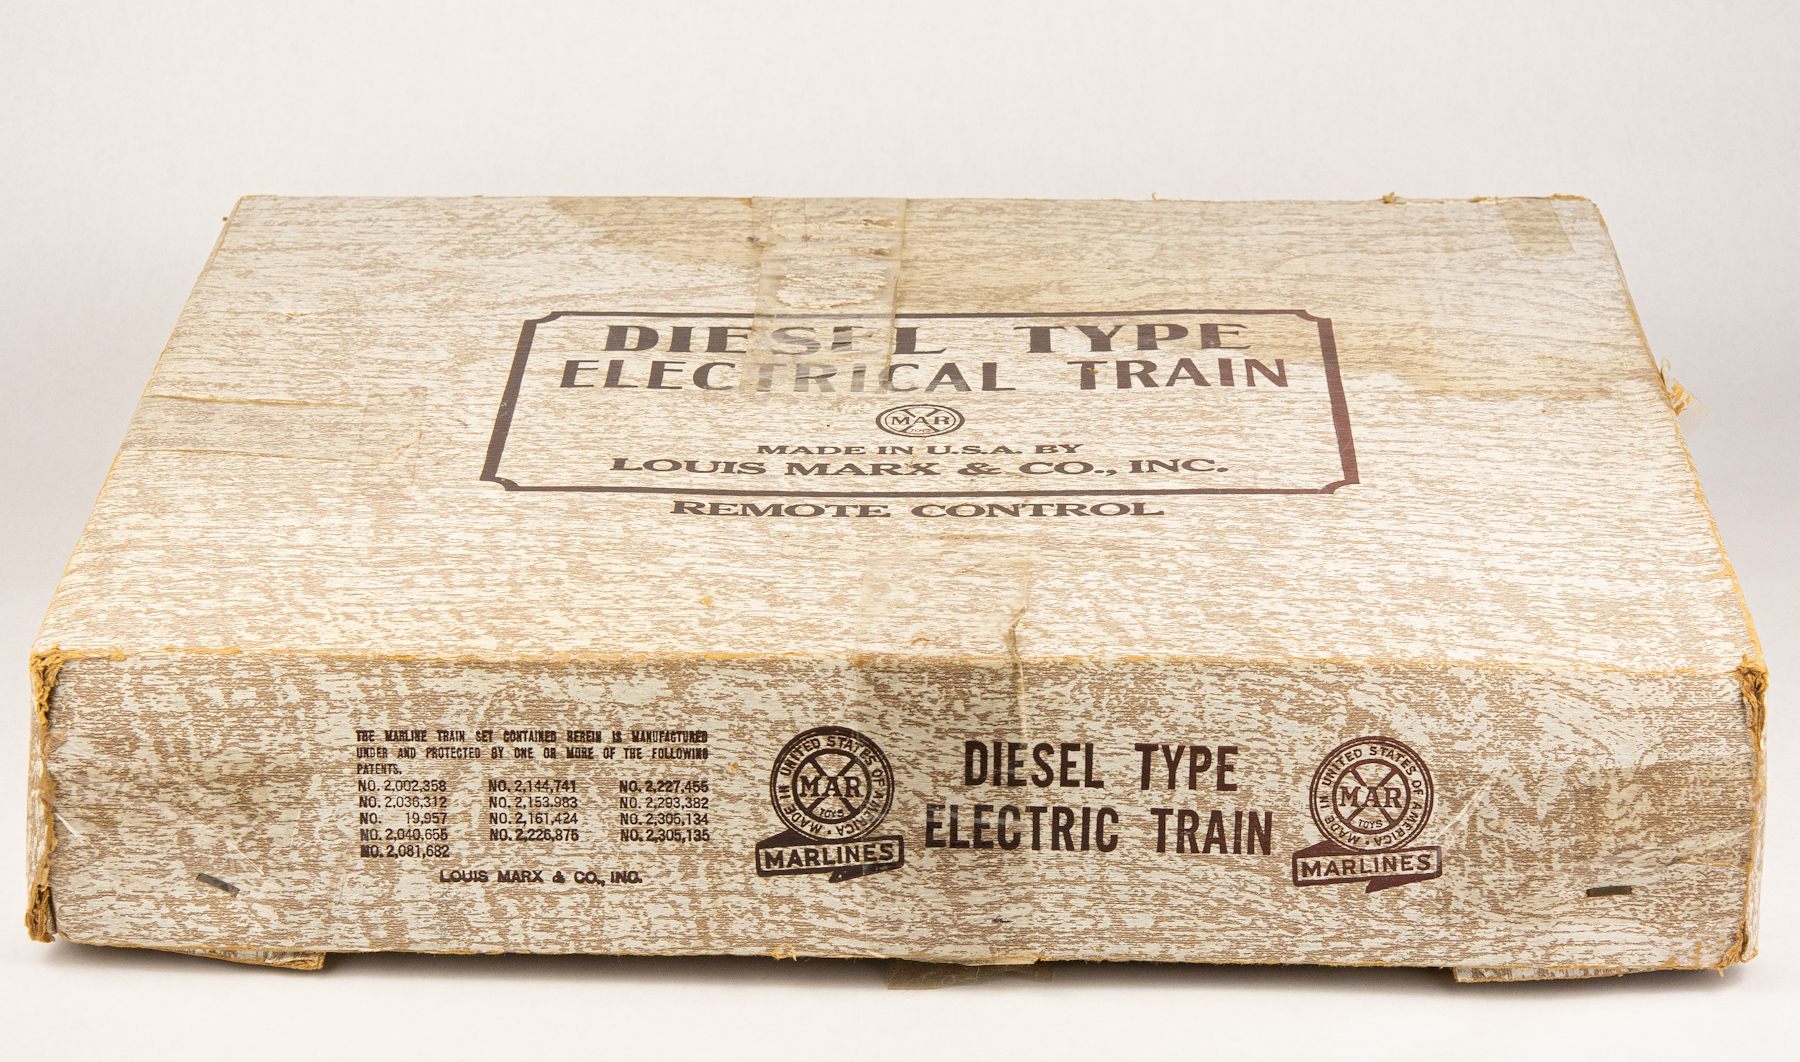 DIESEL TYPE
ELECTRICAL TRAIN
MAR
TOYS
MADE IN U.S.A. BY
LOUIS MARX & CO., INC.
REMOTE CONTROL
THE MARLINE TRAIN SET CONTAINED HEREIN IS MANUFACTURED
UNDER AND PROTECTED BY ONE OR MORE OF THE FOLLOWING
PATENTS.
NO. 2,002,358 NO. 2,144,741 NO. 2,227,455
NO. 2,036,312 NO. 2,153,983 NO. 2,293,382
NO. 19,957 NO. 2,161,424 NO. 2,305,134
NO. 2,040,655 NO. 2,226,875 NO. 2,305,135
NO. 2,081,682
LOUIS MARX & CO., INC.
MADE IN UNITED STATES OF AMERICA
MAR
TOYS
MARLINES
DIESEL TYPE
ELECTRIC TRAIN
MADE IN UNITED STATES OF AMERICA
MAR
TOYS
MARLINES